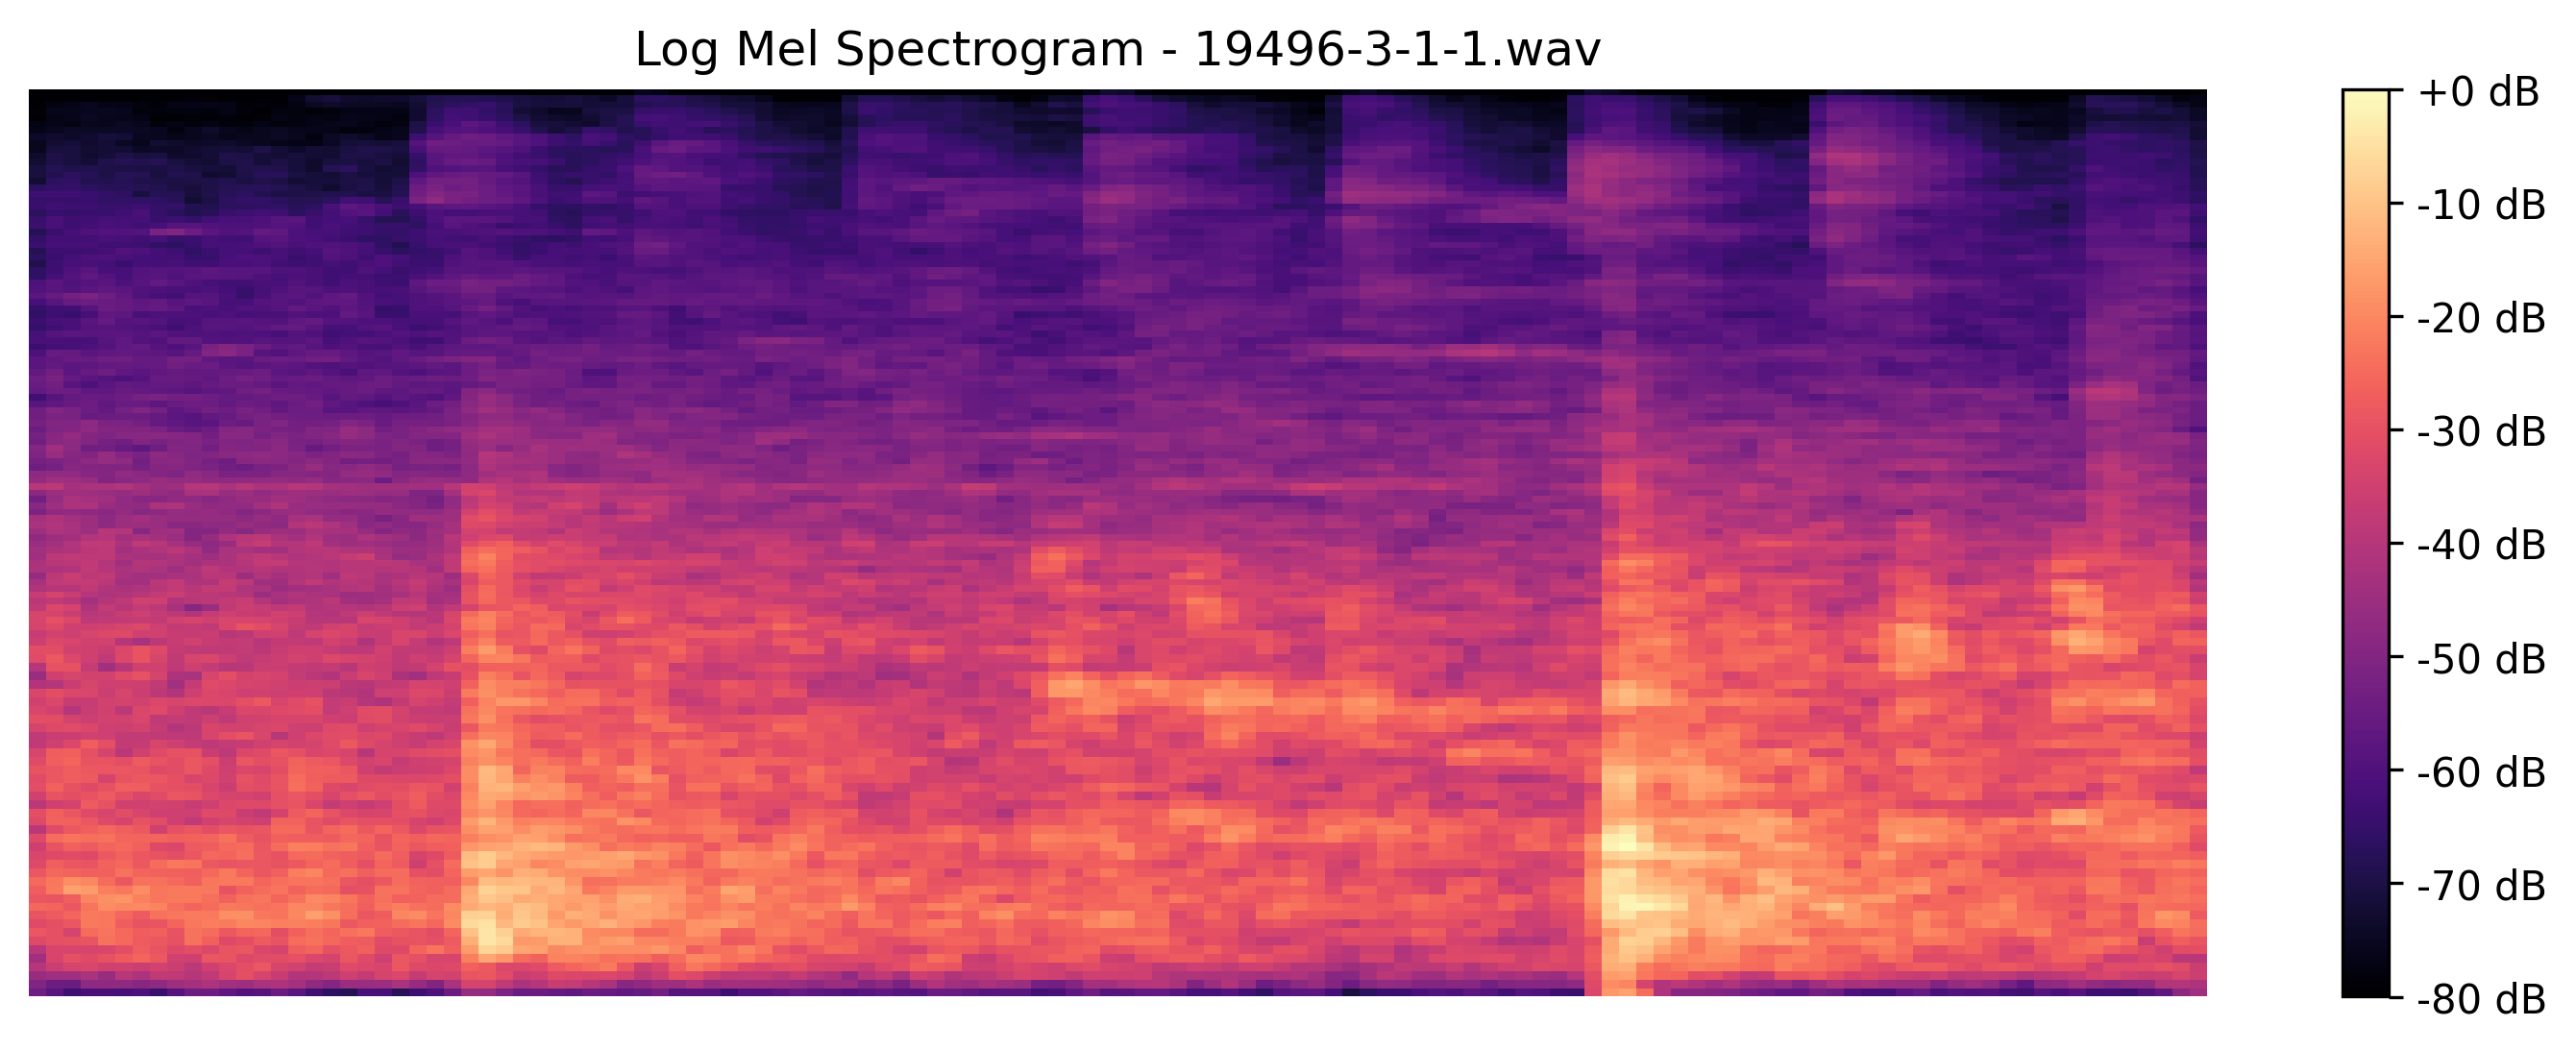 Log Mel Spectrogram - 19496-3-1-1.wav
+0 dB
-10 dB
-20 dB
-30 dB
-40 dB
-50 dB
-60 dB
-70 dB
-80 dB